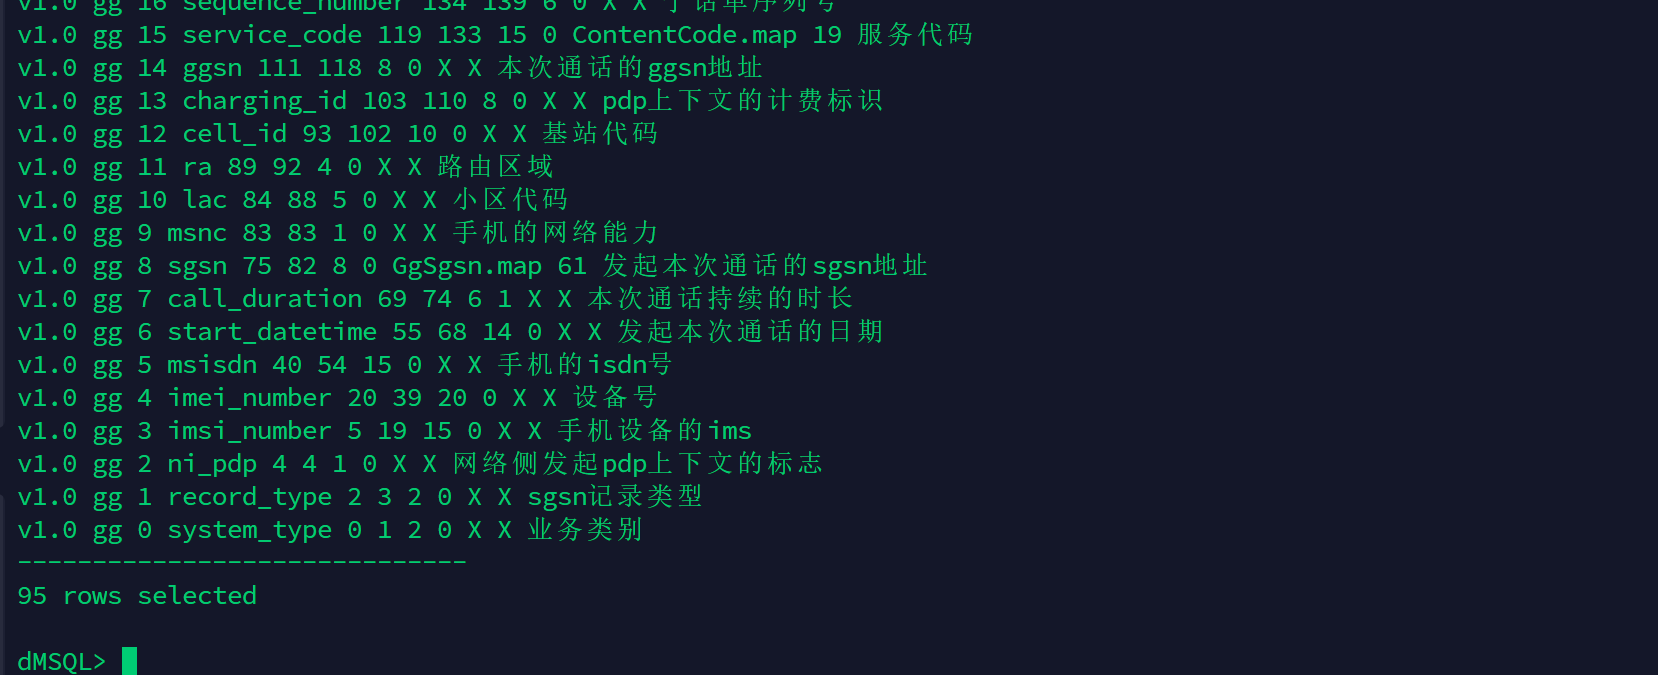 v1.0 gg 16 sequence_number 134 139 6 0 X X 子话单序列号
v1.0 gg 15 service_code 119 133 15 0 ContentCode.map 19 服务代码
v1.0 gg 14 ggsn 111 118 8 0 X X 本次通话的ggsn地址
v1.0 gg 13 charging_id 103 110 8 0 X X pdp上下文的计费标识
v1.0 gg 12 cell_id 93 102 10 0 X X 基站代码
v1.0 gg 11 ra 89 92 4 0 X X 路由区域
v1.0 gg 10 lac 84 88 5 0 X X 小区代码
v1.0 gg 9 msnc 83 83 1 0 X X 手机的网络能力
v1.0 gg 8 sgsn 75 82 8 0 GgSgsn.map 61 发起本次通话的sgsn地址
v1.0 gg 7 call_duration 69 74 6 1 X X 本次通话持续的时长
v1.0 gg 6 start_datetime 55 68 14 0 X X 发起本次通话的日期
v1.0 gg 5 msisdn 40 54 15 0 X X 手机的isdn号
v1.0 gg 4 imei_number 20 39 20 0 X X 设备号
v1.0 gg 3 imsi_number 5 19 15 0 X X 手机设备的ims
v1.0 gg 2 ni_pdp 4 4 1 0 X X 网络侧发起pdp上下文的标志
v1.0 gg 1 record_type 2 3 2 0 X X sgsn记录类型
v1.0 gg 0 system_type 0 1 2 0 X X 业务类别
------------------------------
95 rows selected
dMSQL>